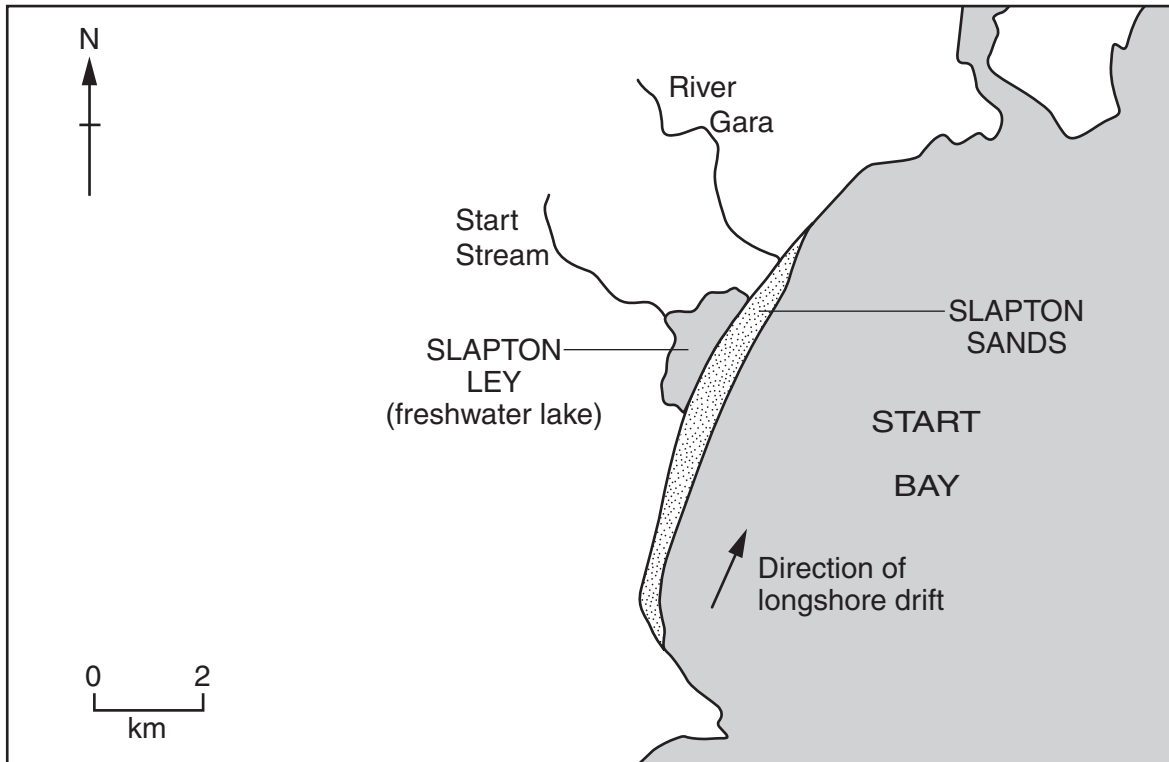 N
River
Gara
Start
Stream
SLAPTON
SANDS
SLAPTON
LEY
(freshwater lake)
START
BAY
Direction of
longshore drift
0 2
km